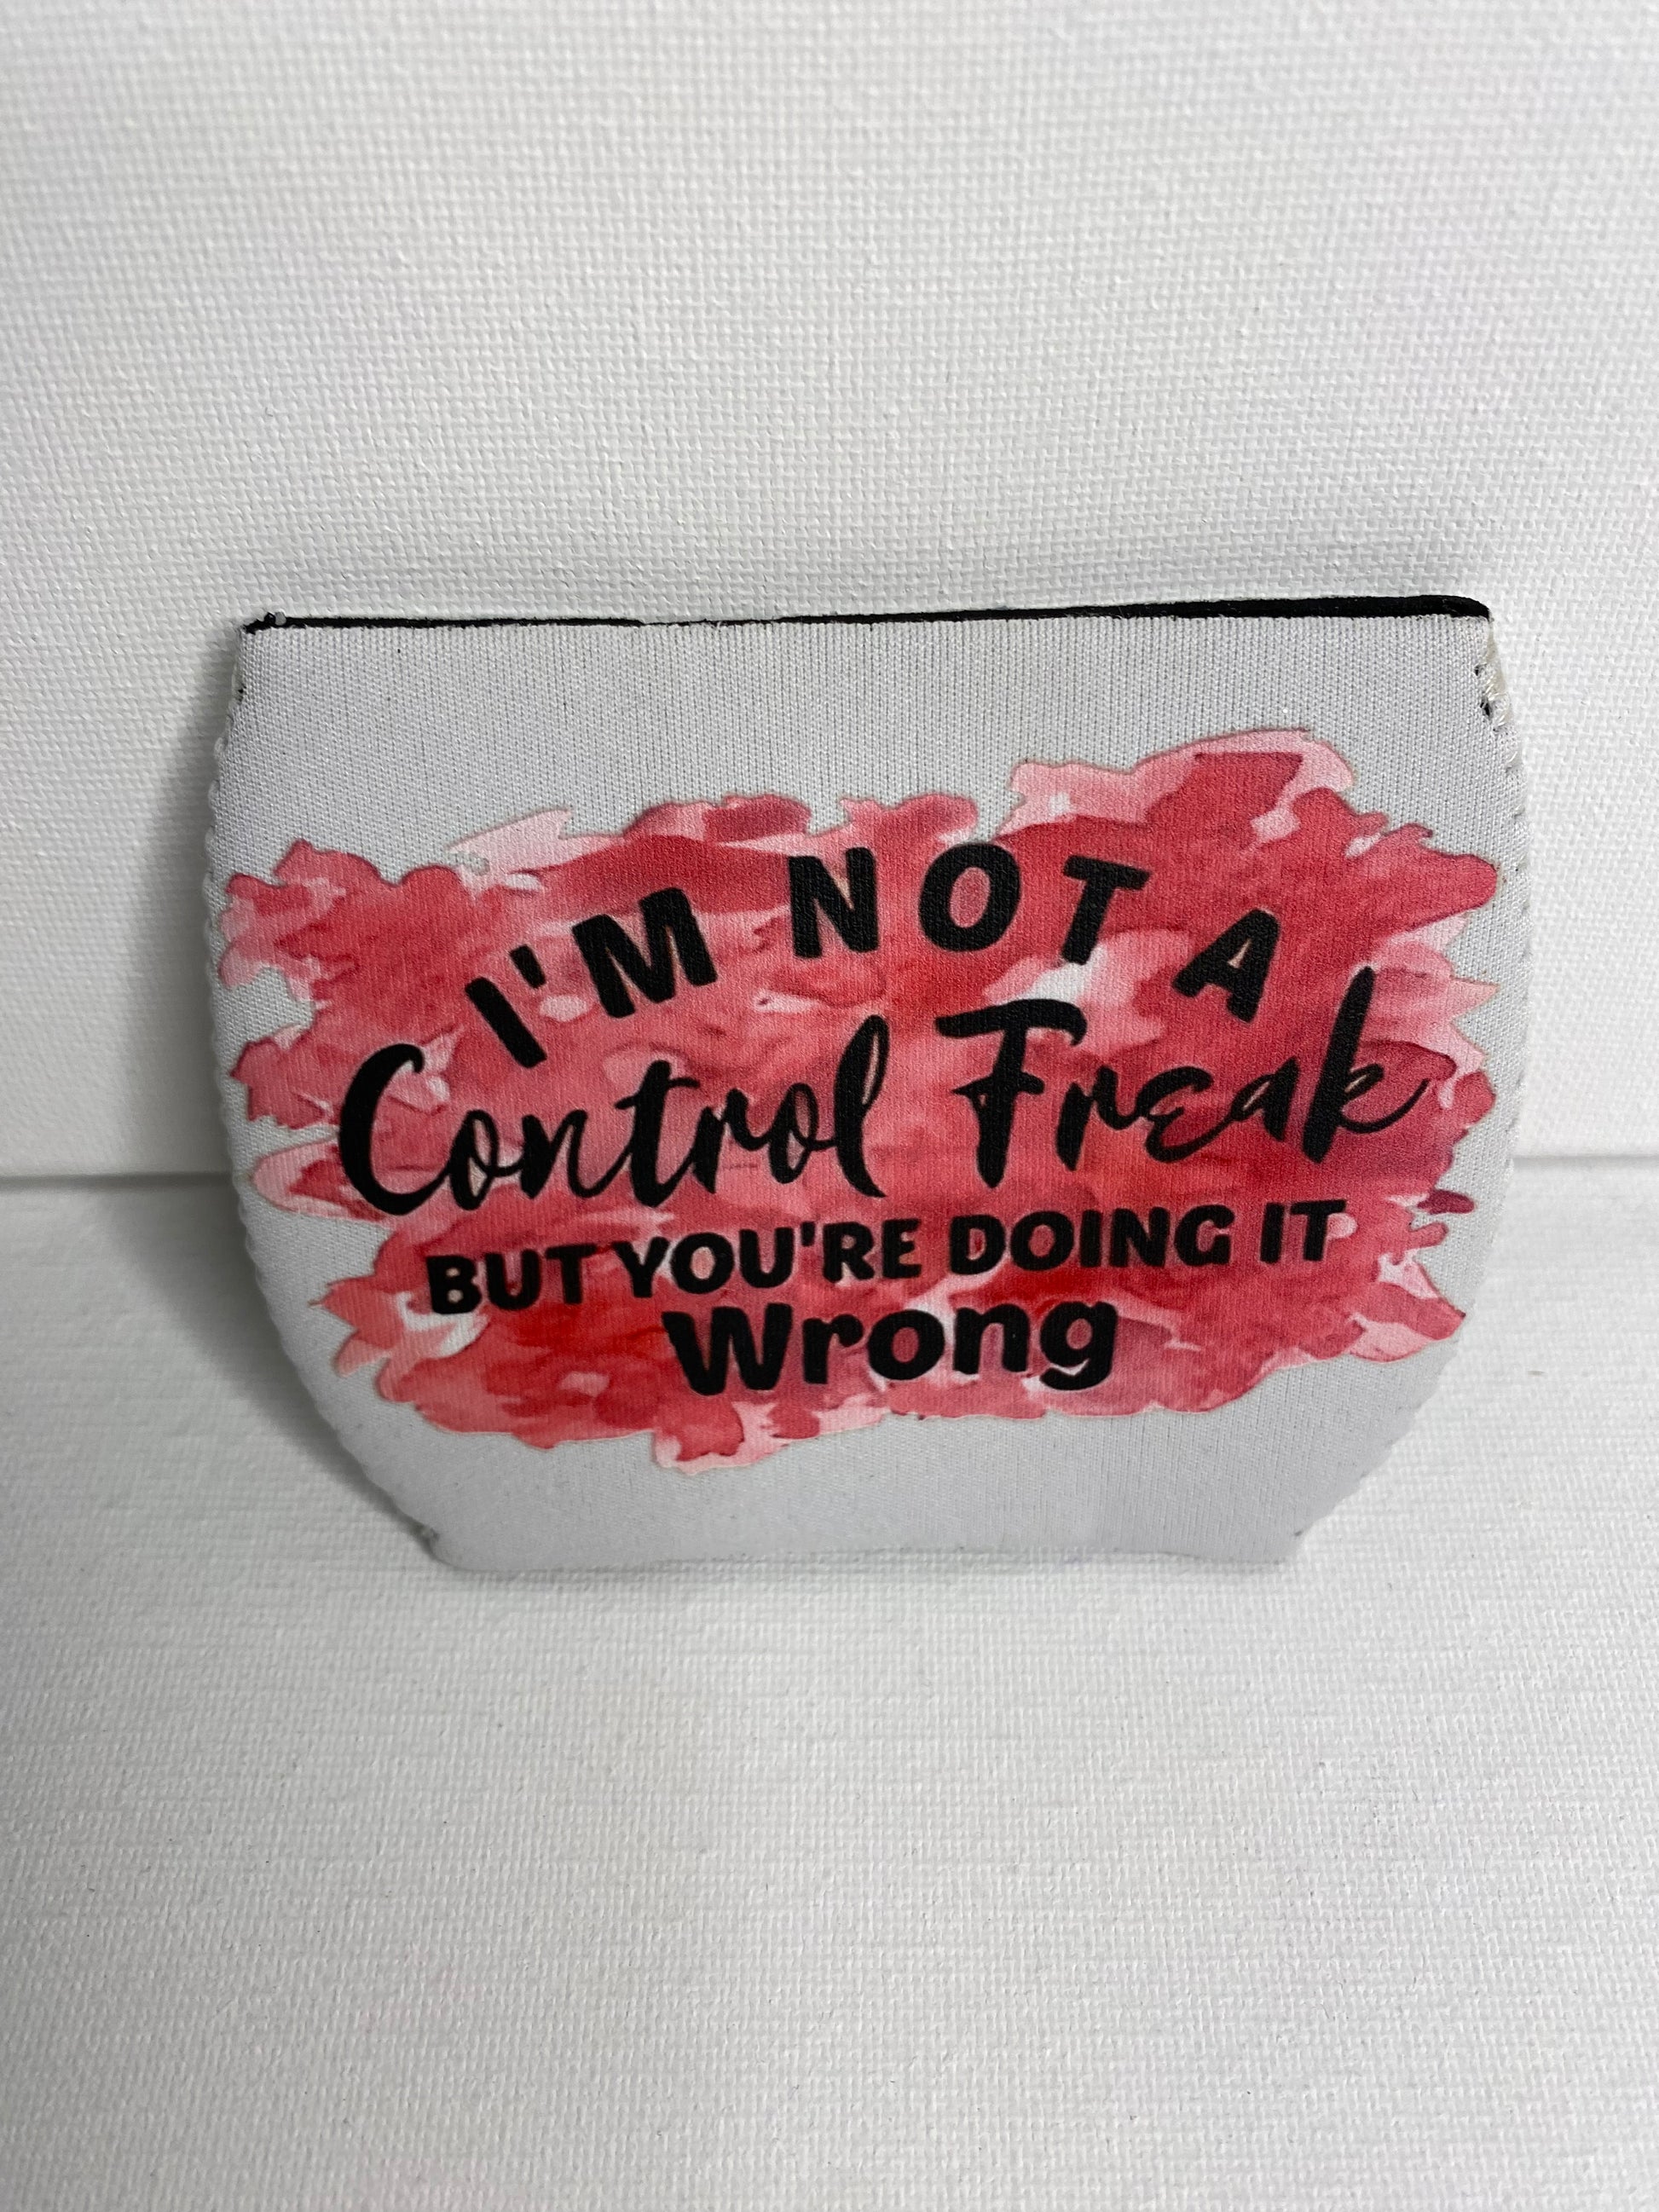 I'M NOT A
Control Freak
BUT YOU'RE DOING IT
Wrong